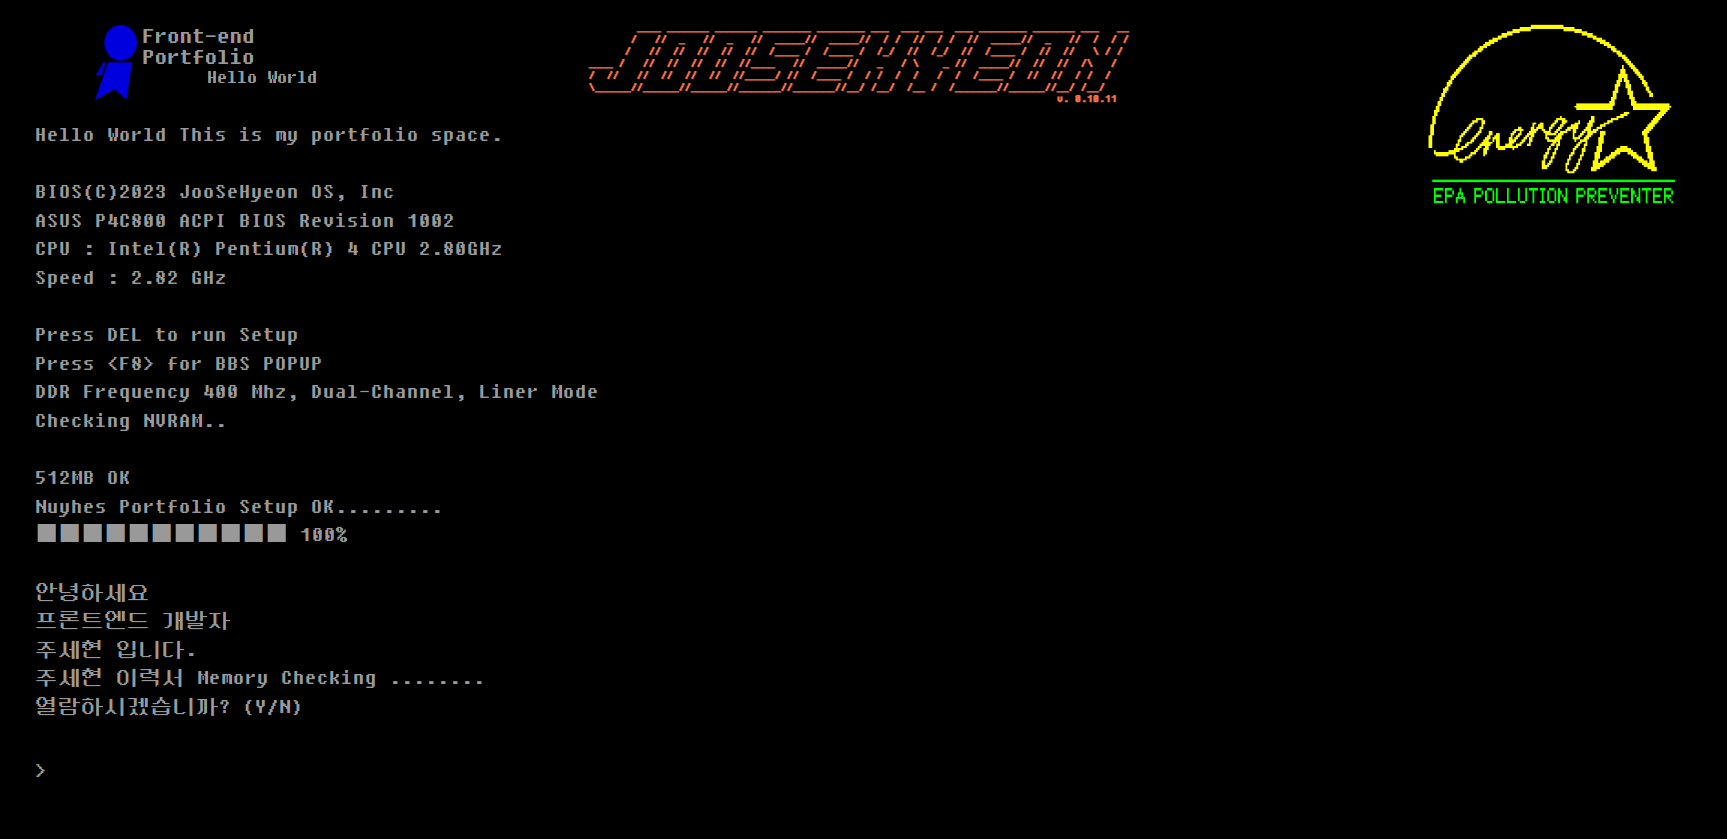 Front-end
Portfolio
Hello World
JOOSEHYEON
v. 0.10.11
energy
EPA POLLUTION PREVENTER
Hello World This is my portfolio space.
BIOS(C)2023 JooSeHyeon OS, Inc
ASUS P4C800 ACPI BIOS Revision 1002
CPU : Intel(R) Pentium(R) 4 CPU 2.80GHz
Speed : 2.82 GHz
Press DEL to run Setup
Press <F8> for BBS POPUP
DDR Frequency 400 Mhz, Dual-Channel, Liner Mode
Checking NVRAM..
512MB OK
Nuyhes Portfolio Setup OK.........
100%
안녕하세요
프론트엔드 개발자
주세현 입니다.
주세현 이력서 Memory Checking ........
열람하시겠습니까? (Y/N)
>